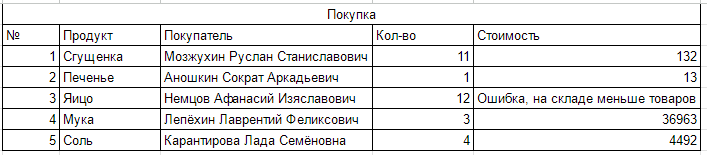 Покупка
№ Продукт Покупатель Кол-во Стоимость
1 Сгущенка Мозжухин Руслан Станиславович 11 132
2 Печенье Аношкин Сократ Аркадьевич 1 13
3 Яицо Немцов Афанасий Изяславович 12 Ошибка, на складе меньше товаров
4 Мука Лепёхин Лаврентий Феликсович 3 36963
5 Соль Карантирова Лада Семёновна 4 4492